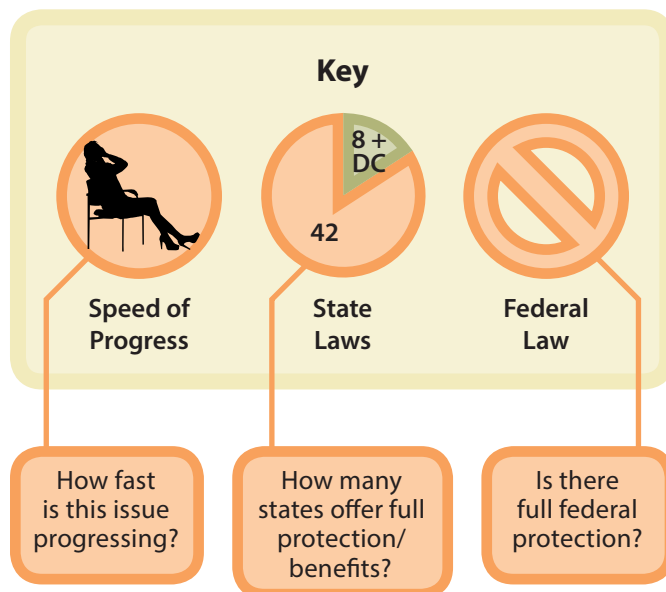 Key
8 +
DC
42
Speed of
Progress
State
Laws
Federal
Law
How fast
is this issue
progressing?
How many
states offer full
protection/
benefits?
Is there
full federal
protection?